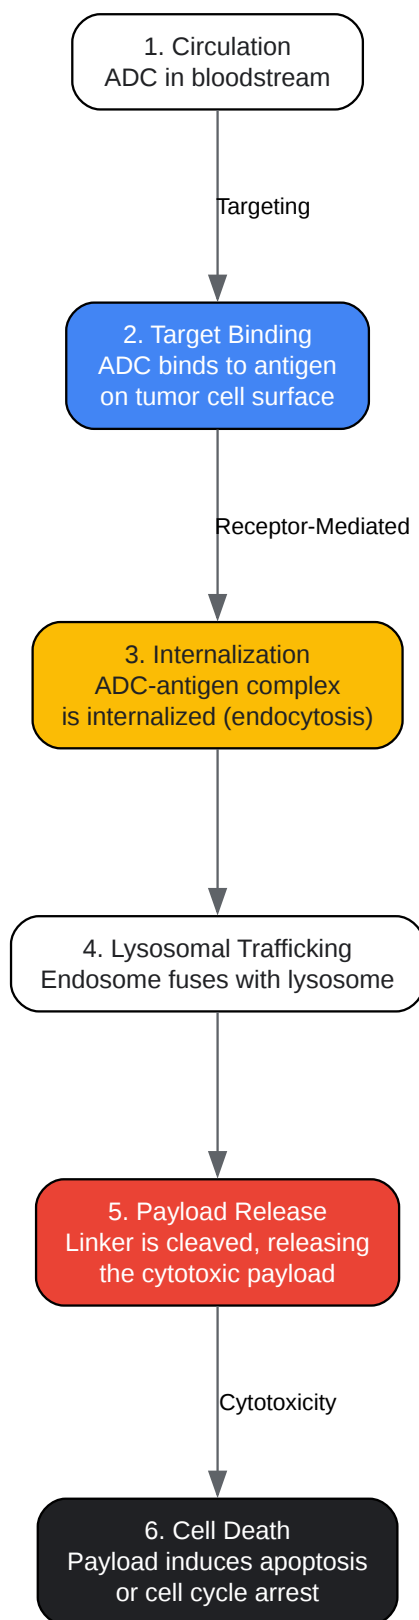 1. Circulation
ADC in bloodstream
Targeting
2. Target Binding
ADC binds to antigen
on tumor cell surface
Receptor-Mediated
3. Internalization
ADC-antigen complex
is internalized (endocytosis)
4. Lysosomal Trafficking
Endosome fuses with lysosome
5. Payload Release
Linker is cleaved, releasing
the cytotoxic payload
Cytotoxicity
6. Cell Death
Payload induces apoptosis
or cell cycle arrest